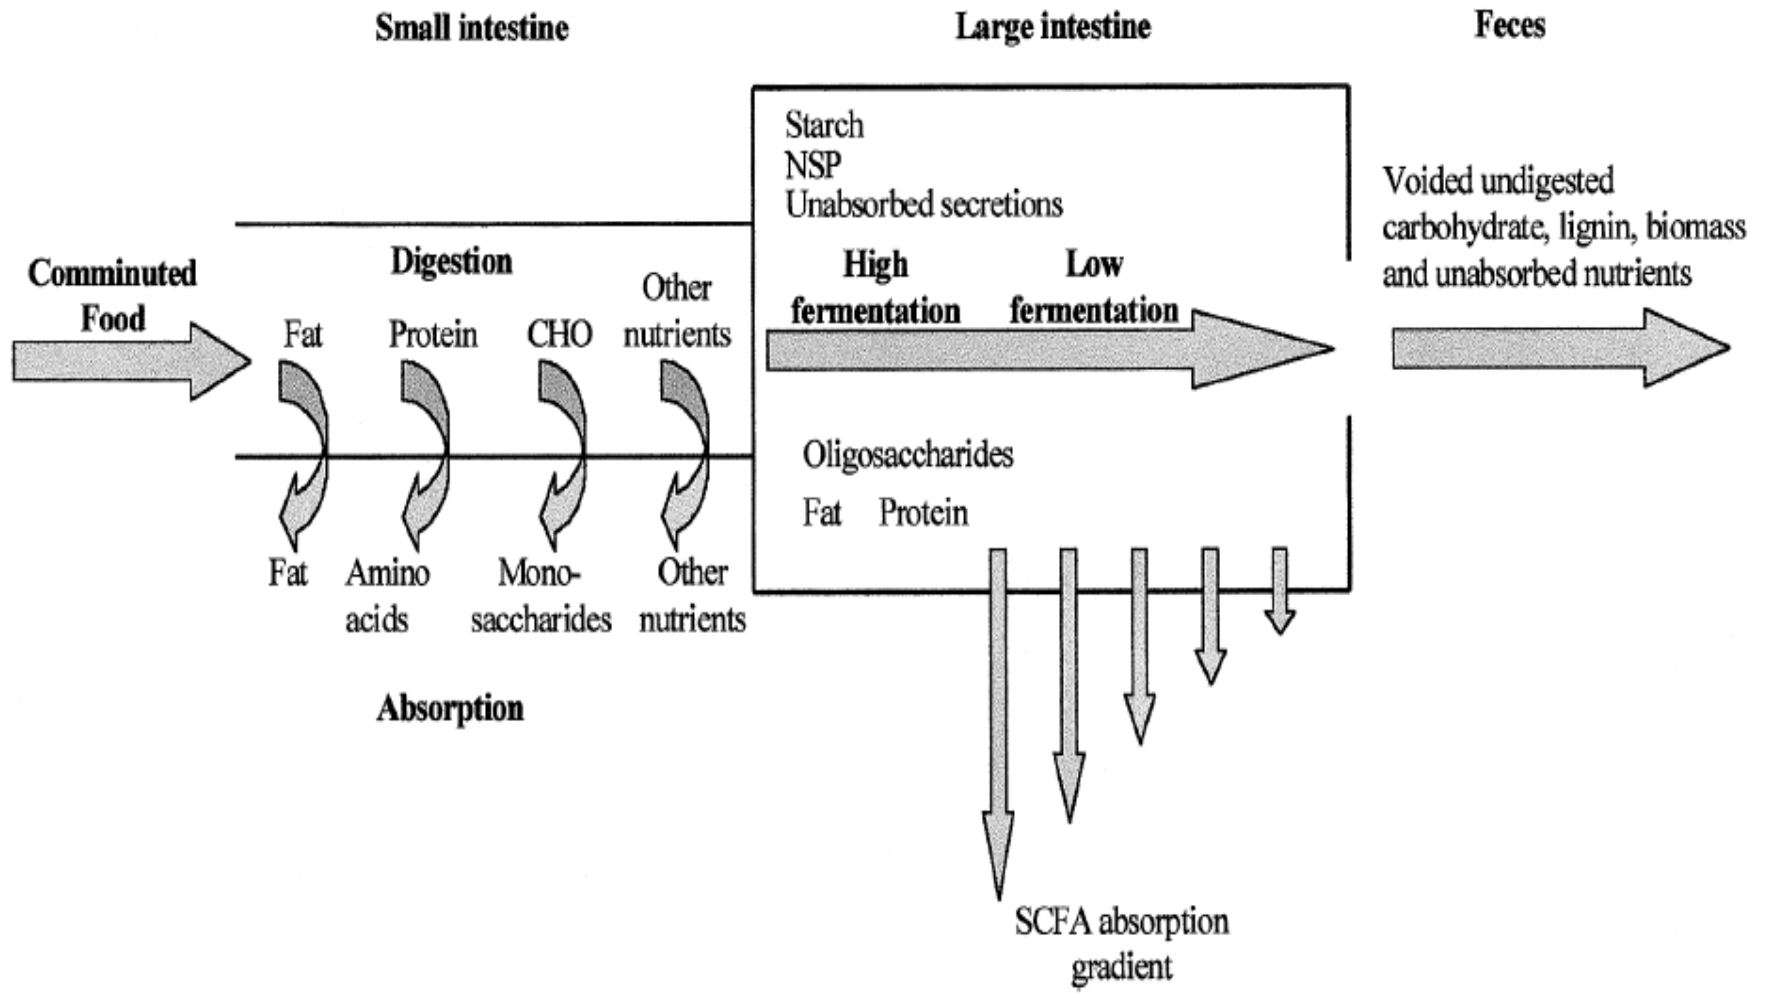 Small intestine
Large intestine
Feces
Starch
NSP
Unabsorbed secretions
Voided undigested
carbohydrate, lignin, biomass
and unabsorbed nutrients
Comminuted
Food
Digestion
Fat
Protein
CHO
Other
nutrients
High
fermentation
Low
fermentation
Oligosaccharides
Fat Protein
Fat
Amino
acids
Mono-
saccharides
Other
nutrients
Absorption
SCFA absorption
gradient